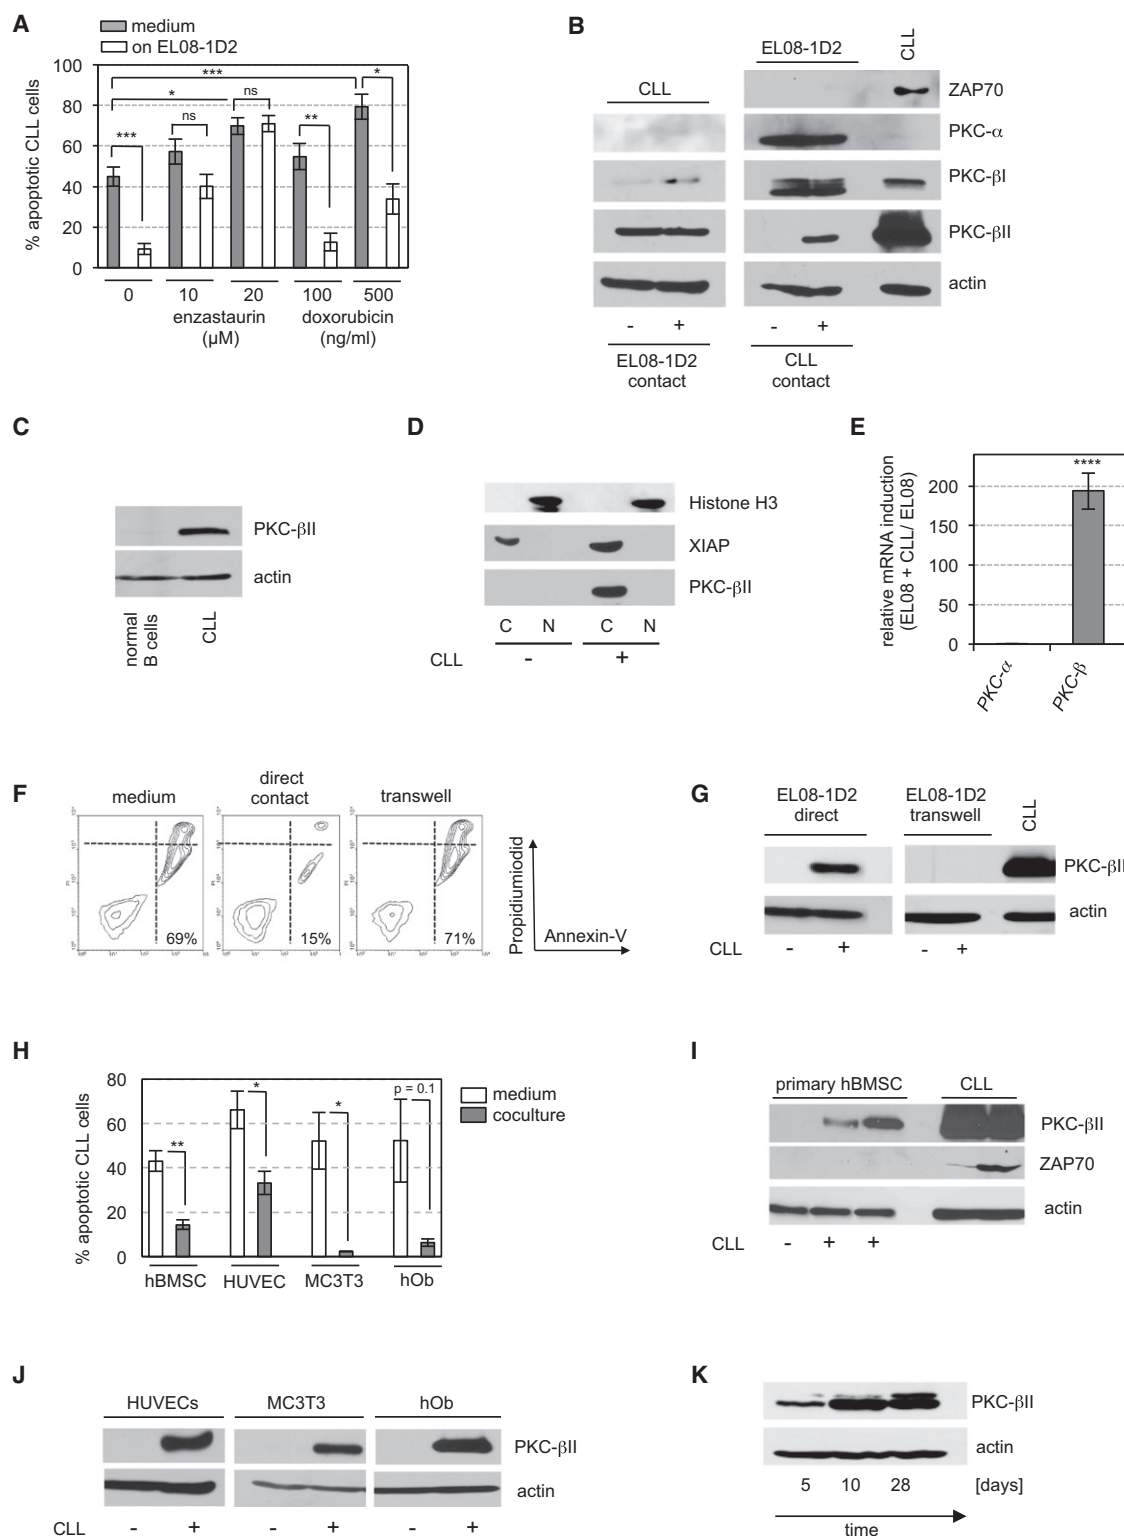 A
medium
on EL08-1D2
% apoptotic CLL cells
100
80
60
40
20
0
***
*
***
*
ns
ns
**
0 10 20 100 500
enzastaurin doxorubicin
(µM) (ng/ml)
B
CLL EL08-1D2 CLL
ZAP70
PKC-α
PKC-βI
PKC-βII
actin
- + - +
EL08-1D2 contact
CLL contact
C
PKC-βII
actin
normal B cells
CLL
D
Histone H3
XIAP
PKC-βII
C N C N
CLL - +
E
relative mRNA induction
(EL08 + CLL/ EL08)
200
150
100
50
0
****
PKC-α
PKC-β
F
medium
direct contact
transwell
69% 15% 71%
Propidiumiodid
Annexin-V
G
EL08-1D2 direct
EL08-1D2 transwell
CLL
PKC-βII
actin
CLL - + - +
H
% apoptotic CLL cells
80
60
40
20
0
**
*
*
p = 0.1
medium
coculture
hBMSC HUVEC MC3T3 hOb
I
primary hBMSC CLL
PKC-βII
ZAP70
actin
CLL - + +
J
HUVECs MC3T3 hOb
PKC-βII
actin
CLL - + - + - +
K
PKC-βII
actin
5 10 28 [days]
time